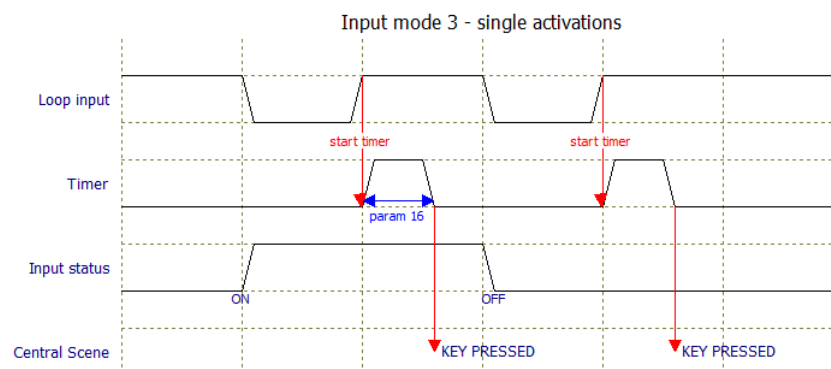 Input mode 3 - single activations
Loop input
start timer
start timer
Timer
param 16
Input status
ON
OFF
Central Scene
KEY PRESSED
KEY PRESSED